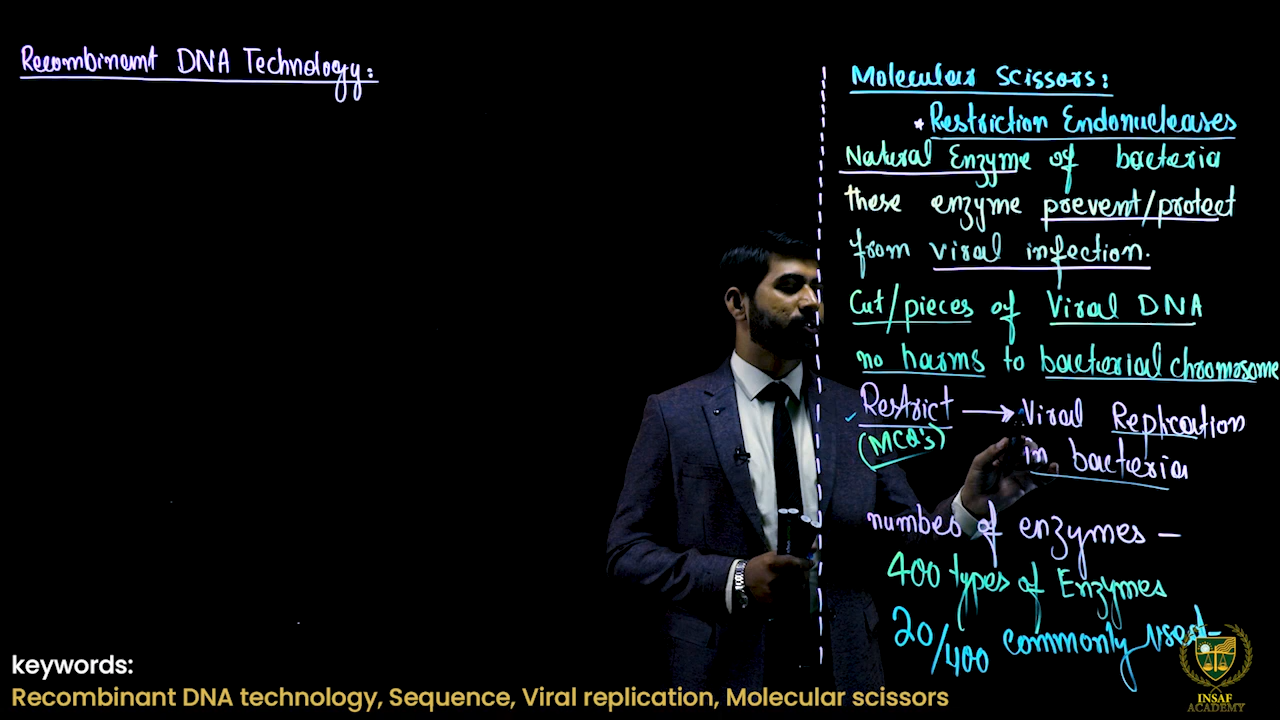 Recombinant DNA Technology:
Molecular Scissors:
* Restriction Endonucleases
Natural Enzyme of bacteria
these enzyme prevent/protect
from viral infection.
Cut/pieces of Viral DNA
no harms to bacterial chromosome
Restrict → Viral Replication
(MCQ's)
in bacteria
number of enzymes –
400 types of Enzymes
20/400 commonly used–
keywords:
Recombinant DNA technology, Sequence, Viral replication, Molecular scissors
INSAF
ACADEMY